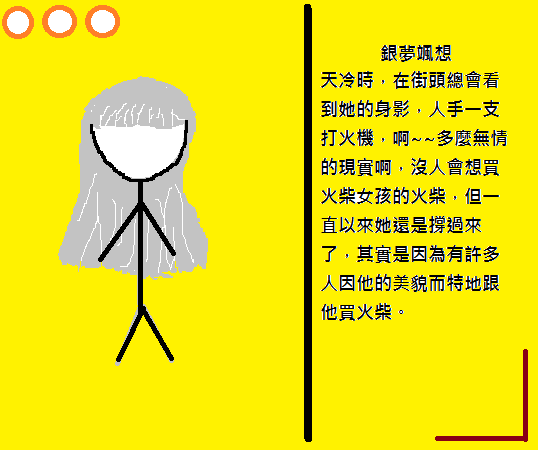 銀夢颯想
天冷時，在街頭總會看
到她的身影，人手一支
打火機，啊~~多麼無情
的現實啊，沒人會想買
火柴女孩的火柴，但一
直以來她還是撐過來
了，其實是因為有許多
人因他的美貌而特地跟
他買火柴。